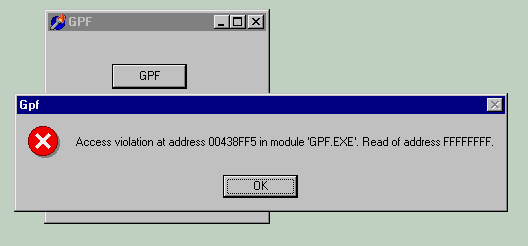 GPF
GPF
Gpf
Access violation at address 00438FF5 in module 'GPF.EXE'. Read of address FFFFFFFF.
OK